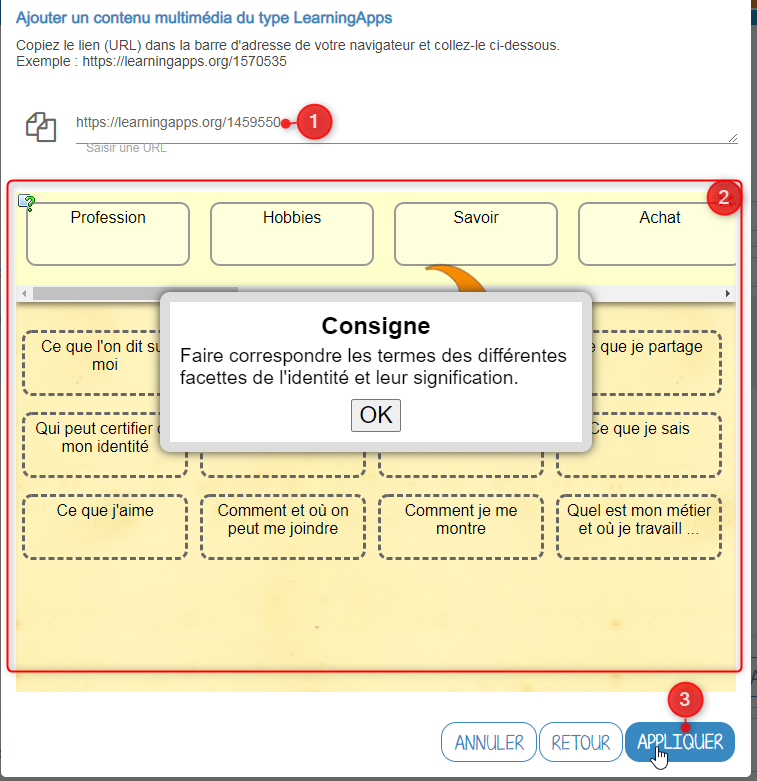 Ajouter un contenu multimédia du type LearningApps
Copiez le lien (URL) dans la barre d'adresse de votre navigateur et collez-le ci-dessous.
Exemple : https://learningapps.org/1570535
https://learningapps.org/1459550
1
Saisir une URL
2
Profession
Hobbies
Savoir
Achat
Consigne
Faire correspondre les termes des différentes
facettes de l'identité et leur signification.
OK
Ce que l'on dit su
moi
e que je partage
Qui peut certifier
mon identité
Ce que je sais
Ce que j'aime
Comment et où on
peut me joindre
Comment je me
montre
Quel est mon métier
et où je travaill ...
3
ANNULER
RETOUR
APPLIQUER